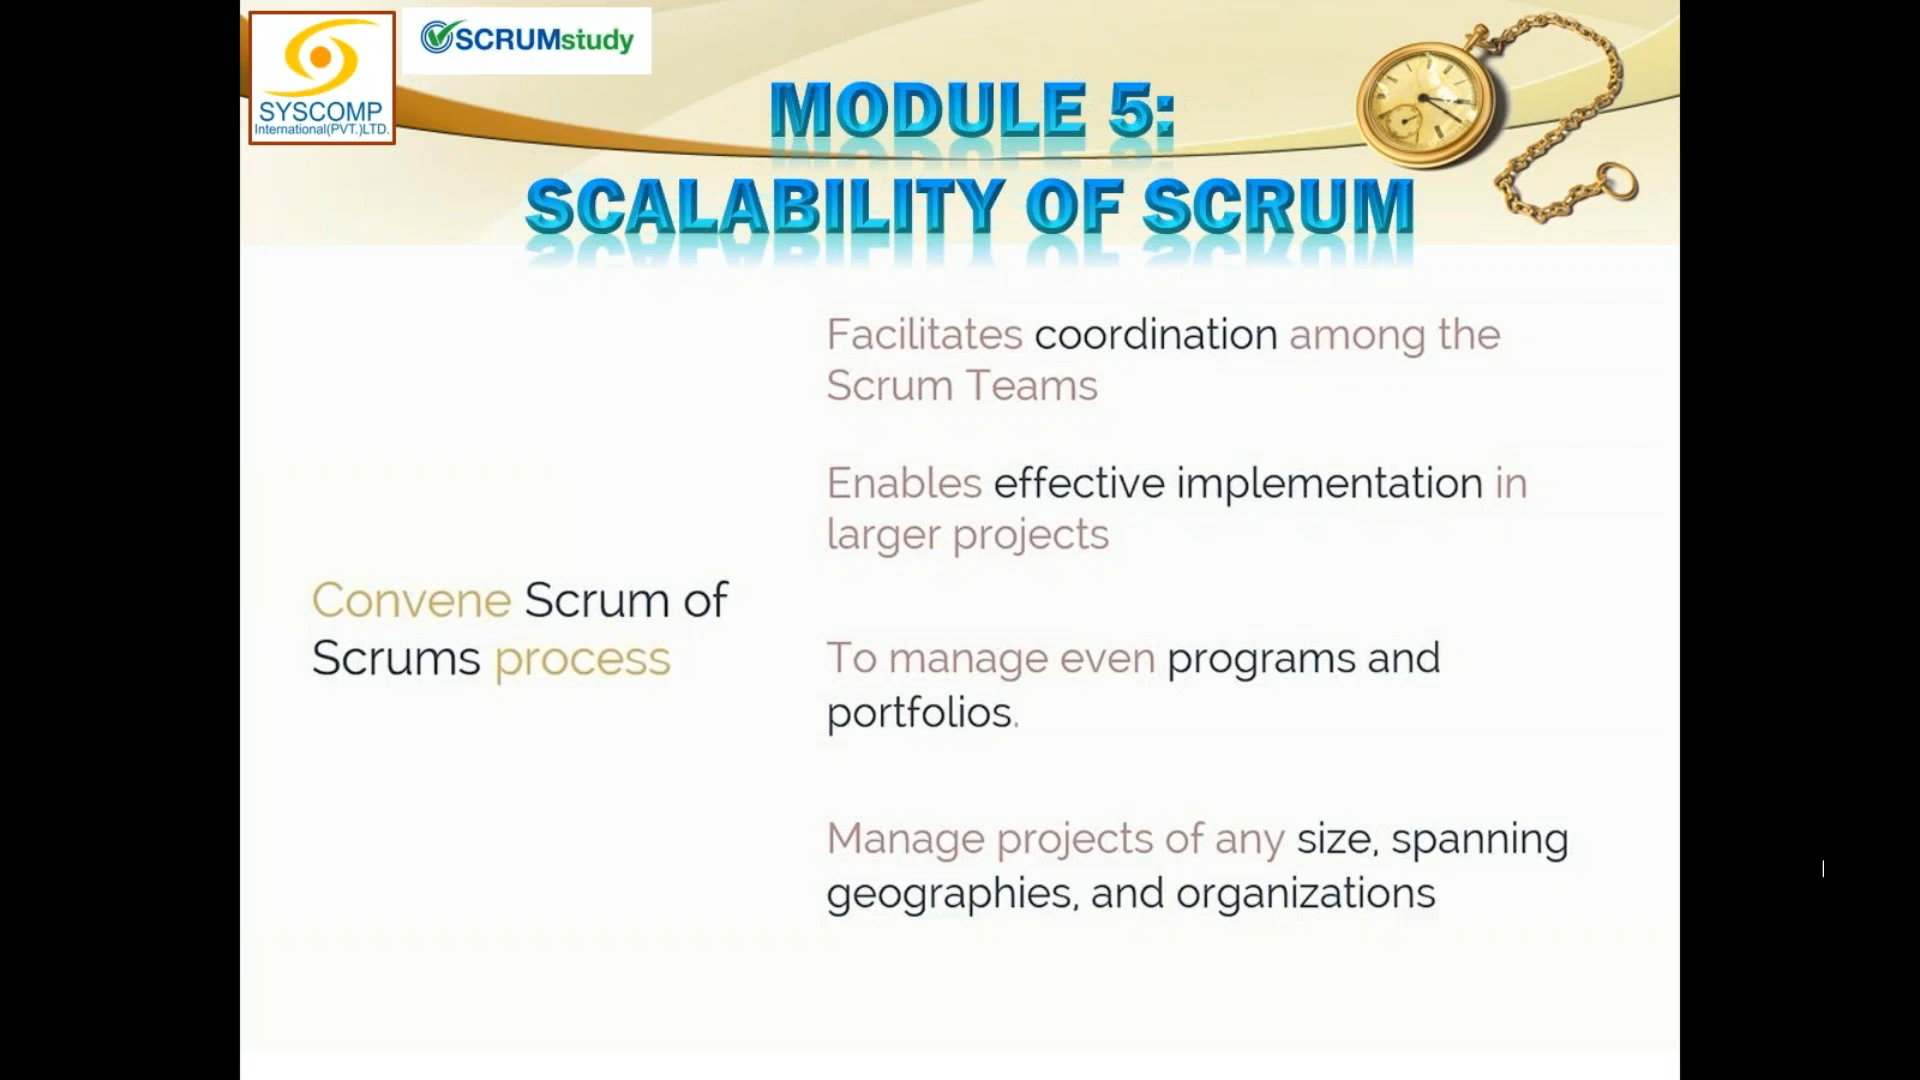 SYSCOMP
International(PVT.)LTD.
SCRUMstudy
MODULE 5:
SCALABILITY OF SCRUM
Facilitates coordination among the
Scrum Teams
Enables effective implementation in
larger projects
Convene Scrum of
Scrums process
To manage even programs and
portfolios.
Manage projects of any size, spanning
geographies, and organizations